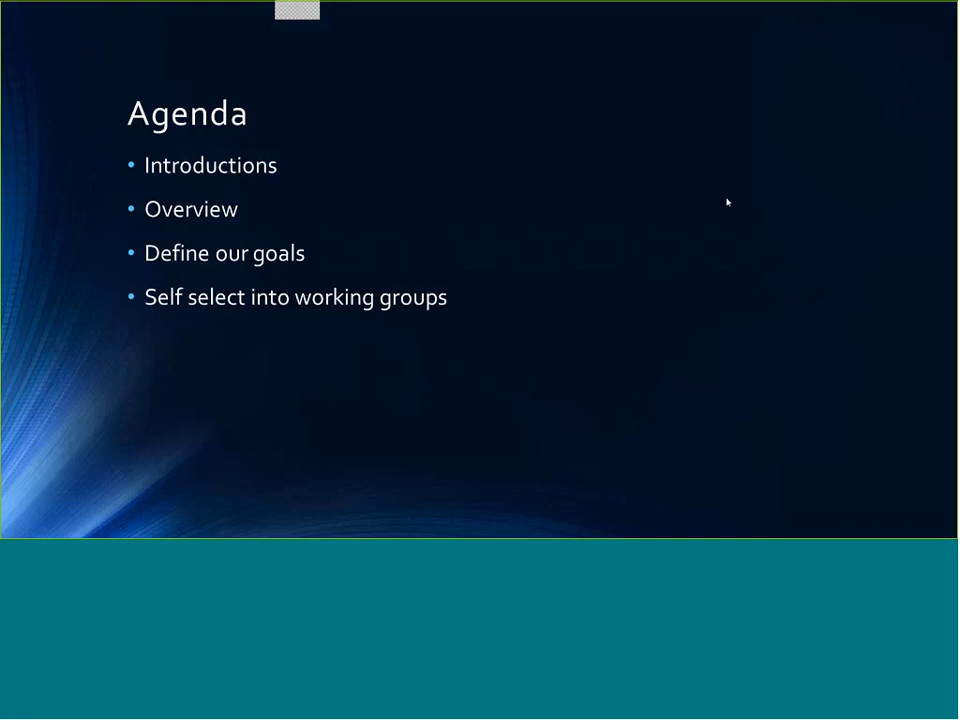 Agenda
• Introductions
• Overview
• Define our goals
• Self select into working groups